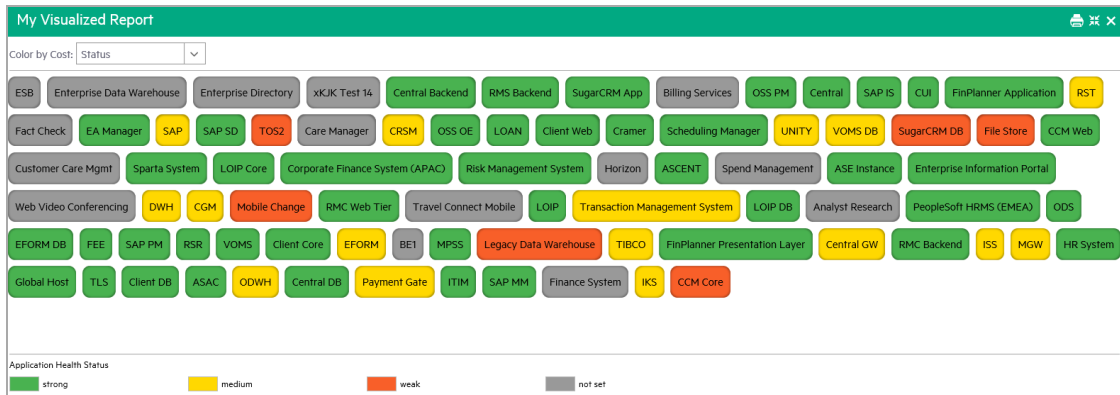 My Visualized Report
Color by Cost: Status
ESB Enterprise Data Warehouse Enterprise Directory xKJK Test 14 Central Backend RMS Backend SugarCRM App Billing Services OSS PM Central SAP IS CUI FinPlanner Application RST
Fact Check EA Manager SAP SAP SD TOS2 Care Manager CRSM OSS OE LOAN Client Web Cramer Scheduling Manager UNITY VOMS DB SugarCRM DB File Store CCM Web
Customer Care Mgmt Sparta System LOIP Core Corporate Finance System (APAC) Risk Management System Horizon ASCENT Spend Management ASE Instance Enterprise Information Portal
Web Video Conferencing DWH CGM Mobile Change RMC Web Tier Travel Connect Mobile LOIP Transaction Management System LOIP DB Analyst Research PeopleSoft HRMS (EMEA) ODS
EFORM DB FEE SAP PM RSR VOMS Client Core EFORM BE1 MPSS Legacy Data Warehouse TIBCO FinPlanner Presentation Layer Central GW RMC Backend ISS MGW HR System
Global Host TLS Client DB ASAC ODWH Central DB Payment Gate ITIM SAP MM Finance System IKS CCM Core
Application Health Status
strong medium weak not set